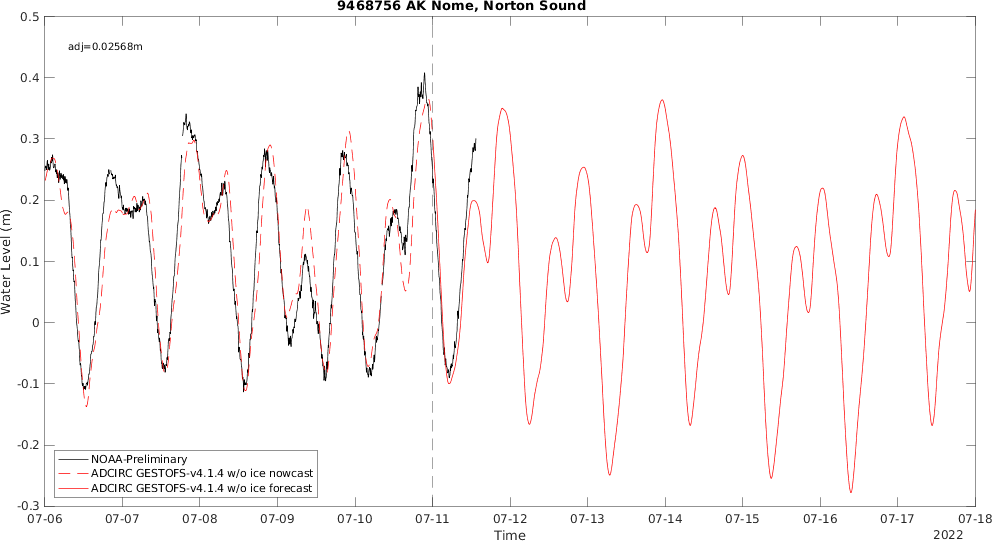 9468756 AK Nome, Norton Sound
adj=0.02568m
0.5
0.4
0.3
0.2
0.1
0
-0.1
-0.2
-0.3
Water Level (m)
NOAA-Preliminary
ADCIRC GESTOFS-v4.1.4 w/o ice nowcast
ADCIRC GESTOFS-v4.1.4 w/o ice forecast
07-06 07-07 07-08 07-09 07-10 07-11 07-12 07-13 07-14 07-15 07-16 07-17 07-18
Time
2022